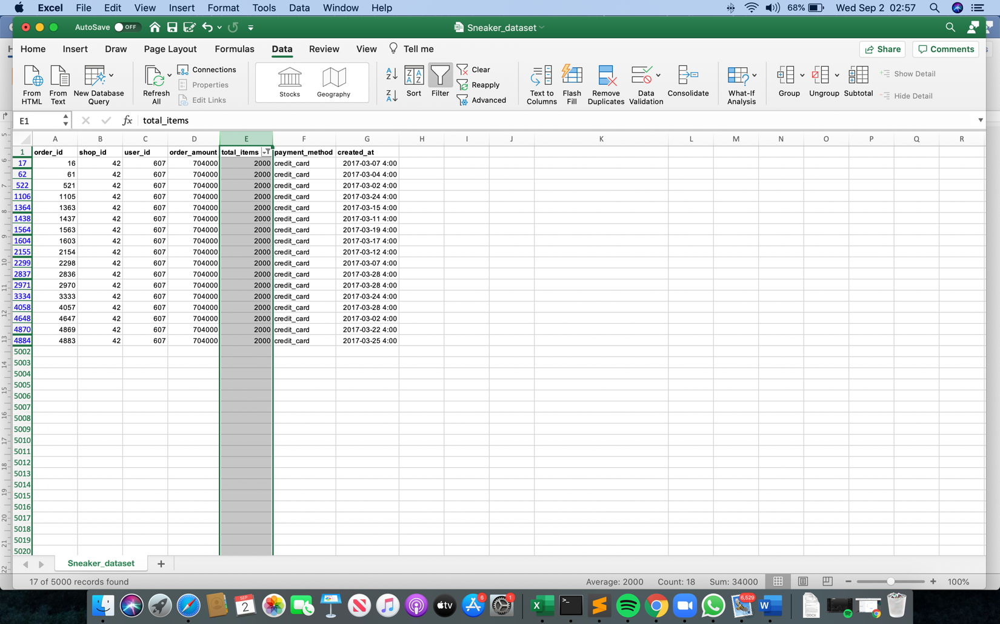 Excel File Edit View Insert Format Tools Data Window Help 68% Wed Sep 2 02:57
AutoSave OFF Sneaker_dataset
Home Insert Draw Page Layout Formulas Data Review View Tell me Share Comments
From HTML
From Text
New Database Query
Refresh All
Connections
Properties
Edit Links
Stocks
Geography
Sort
Filter
Clear
Reapply
Advanced
Text to Columns
Flash Fill
Remove Duplicates
Data Validation
Consolidate
What-If Analysis
Group
Ungroup
Subtotal
Show Detail
Hide Detail
E1 fx total_items
A B C D E F G H I J K L M N O P Q R
1 order_id shop_id user_id order_amount total_items payment_method created_at
17 16 42 607 704000 2000 credit_card 2017-03-07 4:00
62 61 42 607 704000 2000 credit_card 2017-03-04 4:00
522 521 42 607 704000 2000 credit_card 2017-03-02 4:00
1106 1105 42 607 704000 2000 credit_card 2017-03-24 4:00
1364 1363 42 607 704000 2000 credit_card 2017-03-15 4:00
1438 1437 42 607 704000 2000 credit_card 2017-03-11 4:00
1564 1563 42 607 704000 2000 credit_card 2017-03-19 4:00
1604 1603 42 607 704000 2000 credit_card 2017-03-17 4:00
2155 2154 42 607 704000 2000 credit_card 2017-03-12 4:00
2299 2298 42 607 704000 2000 credit_card 2017-03-07 4:00
2837 2836 42 607 704000 2000 credit_card 2017-03-28 4:00
2971 2970 42 607 704000 2000 credit_card 2017-03-28 4:00
3334 3333 42 607 704000 2000 credit_card 2017-03-24 4:00
4058 4057 42 607 704000 2000 credit_card 2017-03-28 4:00
4648 4647 42 607 704000 2000 credit_card 2017-03-02 4:00
4870 4869 42 607 704000 2000 credit_card 2017-03-22 4:00
4884 4883 42 607 704000 2000 credit_card 2017-03-25 4:00
5002
5003
5004
5005
5006
5007
5008
5009
5010
5011
5012
5013
5014
5015
5016
5017
5018
5019
5020
Sneaker_dataset
17 of 5000 records found Average: 2000 Count: 18 Sum: 34000 100%
SEP 2 tv 6 1 6,529